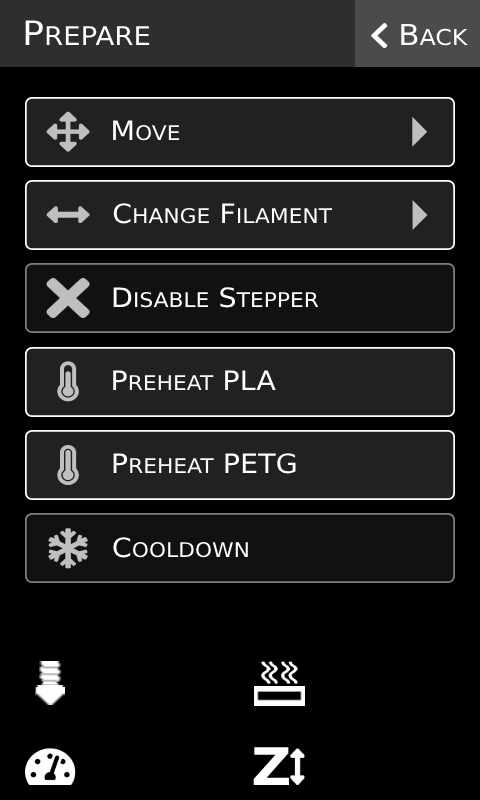 Prepare
Back
Move
Change Filament
Disable Stepper
Preheat PLA
Preheat PETG
Cooldown
Z